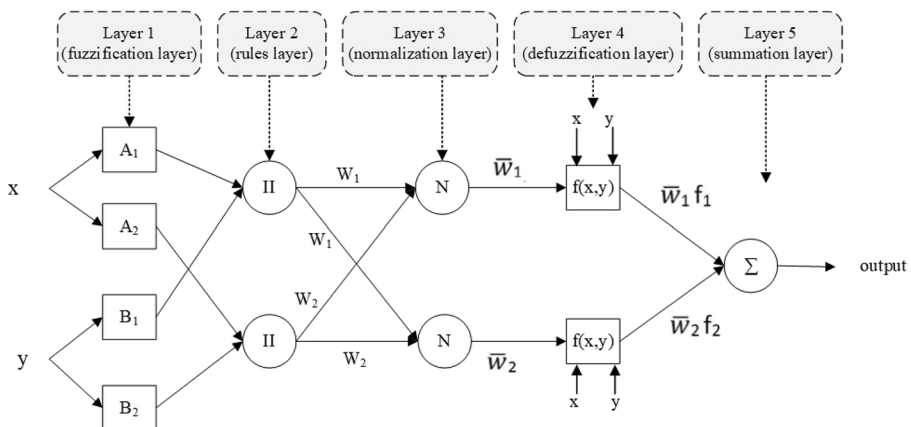 Layer 1
(fuzzification layer)
Layer 2
(rules layer)
Layer 3
(normalization layer)
Layer 4
(defuzzification layer)
Layer 5
(summation layer)
x
y
A₁
A₂
B₁
B₂
II
II
W₁
W₁
W₂
W₂
N
N
w̅₁
w̅₂
x y
f(x,y)
f(x,y)
x y
w̅₁ f₁
w̅₂ f₂
Σ
output